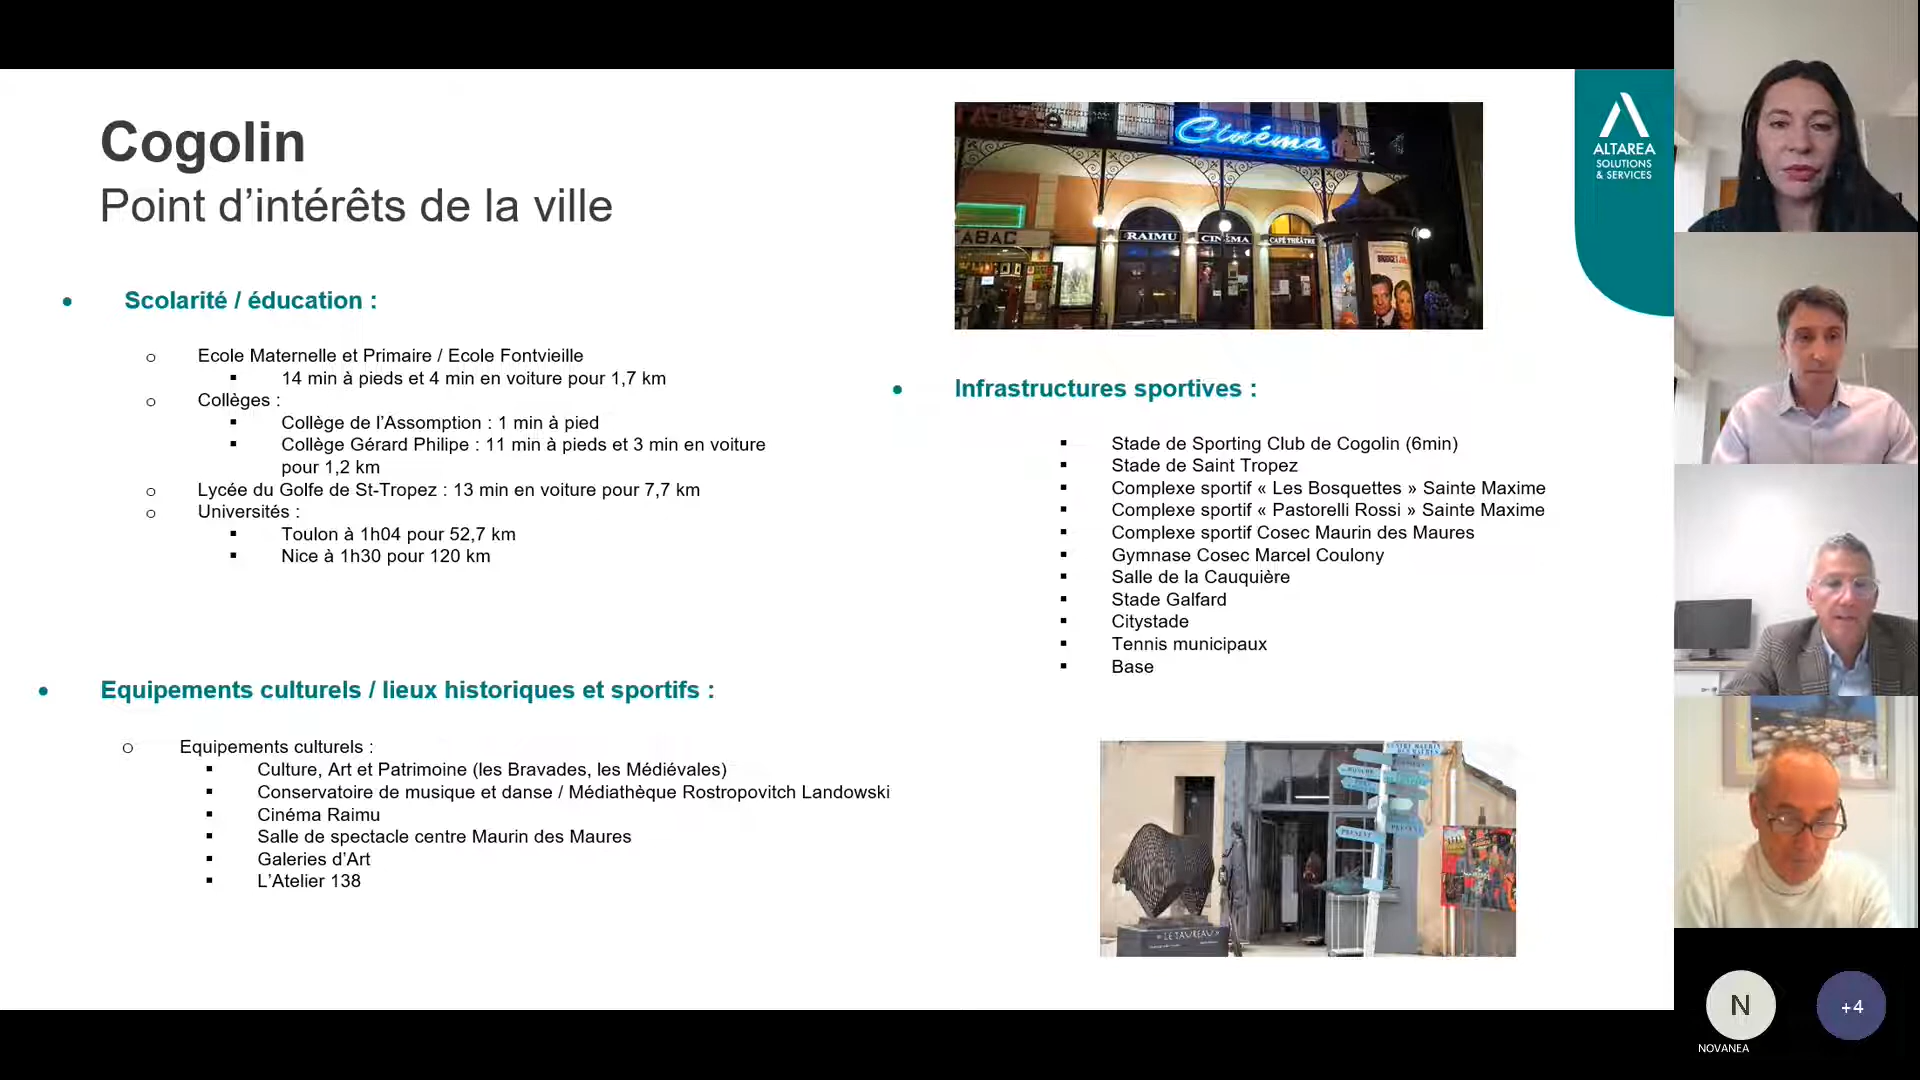 Cogolin
Point d’intérêts de la ville
Scolarité / éducation :
Ecole Maternelle et Primaire / Ecole Fontvieille
14 min à pieds et 4 min en voiture pour 1,7 km
Collèges :
Collège de l’Assomption : 1 min à pied
Collège Gérard Philipe : 11 min à pieds et 3 min en voiture
pour 1,2 km
Lycée du Golfe de St-Tropez : 13 min en voiture pour 7,7 km
Universités :
Toulon à 1h04 pour 52,7 km
Nice à 1h30 pour 120 km
Equipements culturels / lieux historiques et sportifs :
Equipements culturels :
Culture, Art et Patrimoine (les Bravades, les Médiévales)
Conservatoire de musique et danse / Médiathèque Rostropovitch Landowski
Cinéma Raimu
Salle de spectacle centre Maurin des Maures
Galeries d’Art
L’Atelier 138
Cinéma
ABAC
RAIMU
CINEMA
CAFÉ THÉATRE
BRIDGET
Infrastructures sportives :
Stade de Sporting Club de Cogolin (6min)
Stade de Saint Tropez
Complexe sportif « Les Bosquettes » Sainte Maxime
Complexe sportif « Pastorelli Rossi » Sainte Maxime
Complexe sportif Cosec Maurin des Maures
Gymnase Cosec Marcel Coulony
Salle de la Cauquière
Stade Galfard
Citystade
Tennis municipaux
Base
CENTRE MAURIN
DES MAURES
PRESENT
PRESENT
« LE TAUREAU »
ALTAREA
SOLUTIONS
& SERVICES
N
+4
NOVANEA